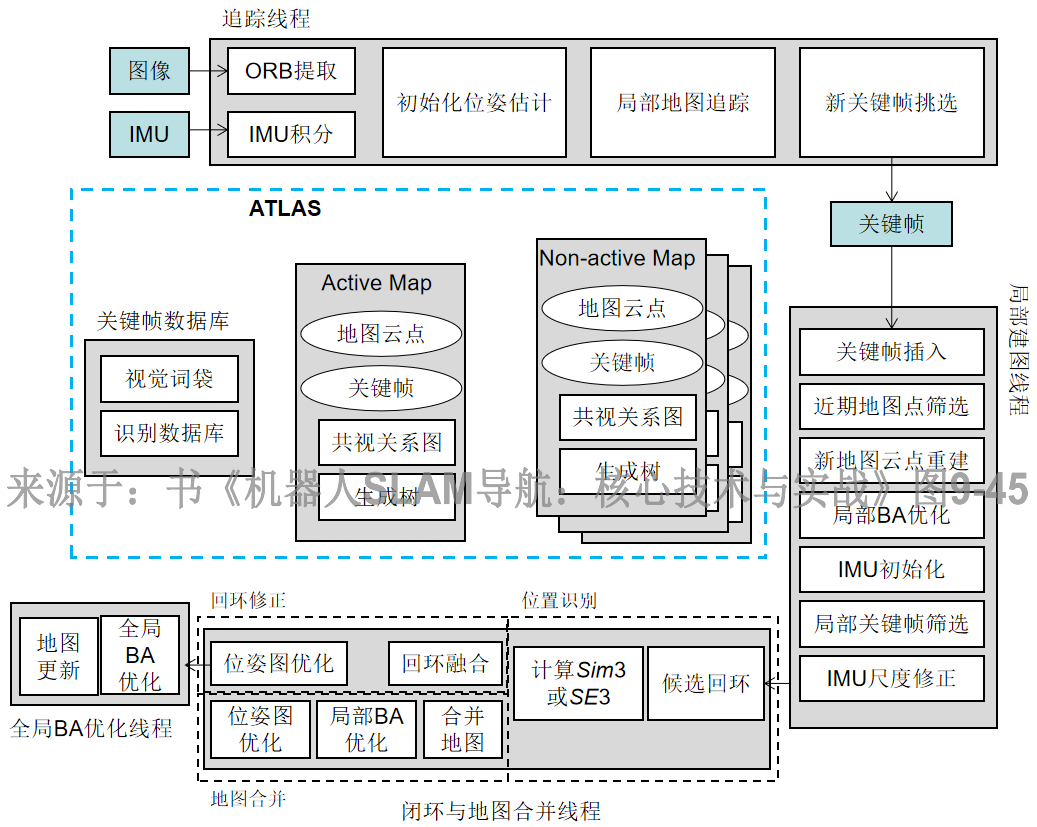 追踪线程
图像
ORB提取
IMU
IMU积分
初始化位姿估计
局部地图追踪
新关键帧挑选
关键帧
ATLAS
关键帧数据库
视觉词袋
识别数据库
Active Map
地图云点
关键帧
共视关系图
生成树
Non-active Map
地图云点
关键帧
共视关系图
生成树
局部建图线程
关键帧插入
近期地图点筛选
新地图云点重建
局部BA优化
IMU初始化
局部关键帧筛选
IMU尺度修正
来源于：书《机器人SLAM导航：核心技术与实战》图9-45
地图
更新
全局
BA
优化
全局BA优化线程
回环修正
位姿图优化
回环融合
位姿图
优化
局部BA
优化
合并
地图
地图合并
位置识别
计算Sim3
或SE3
候选回环
闭环与地图合并线程